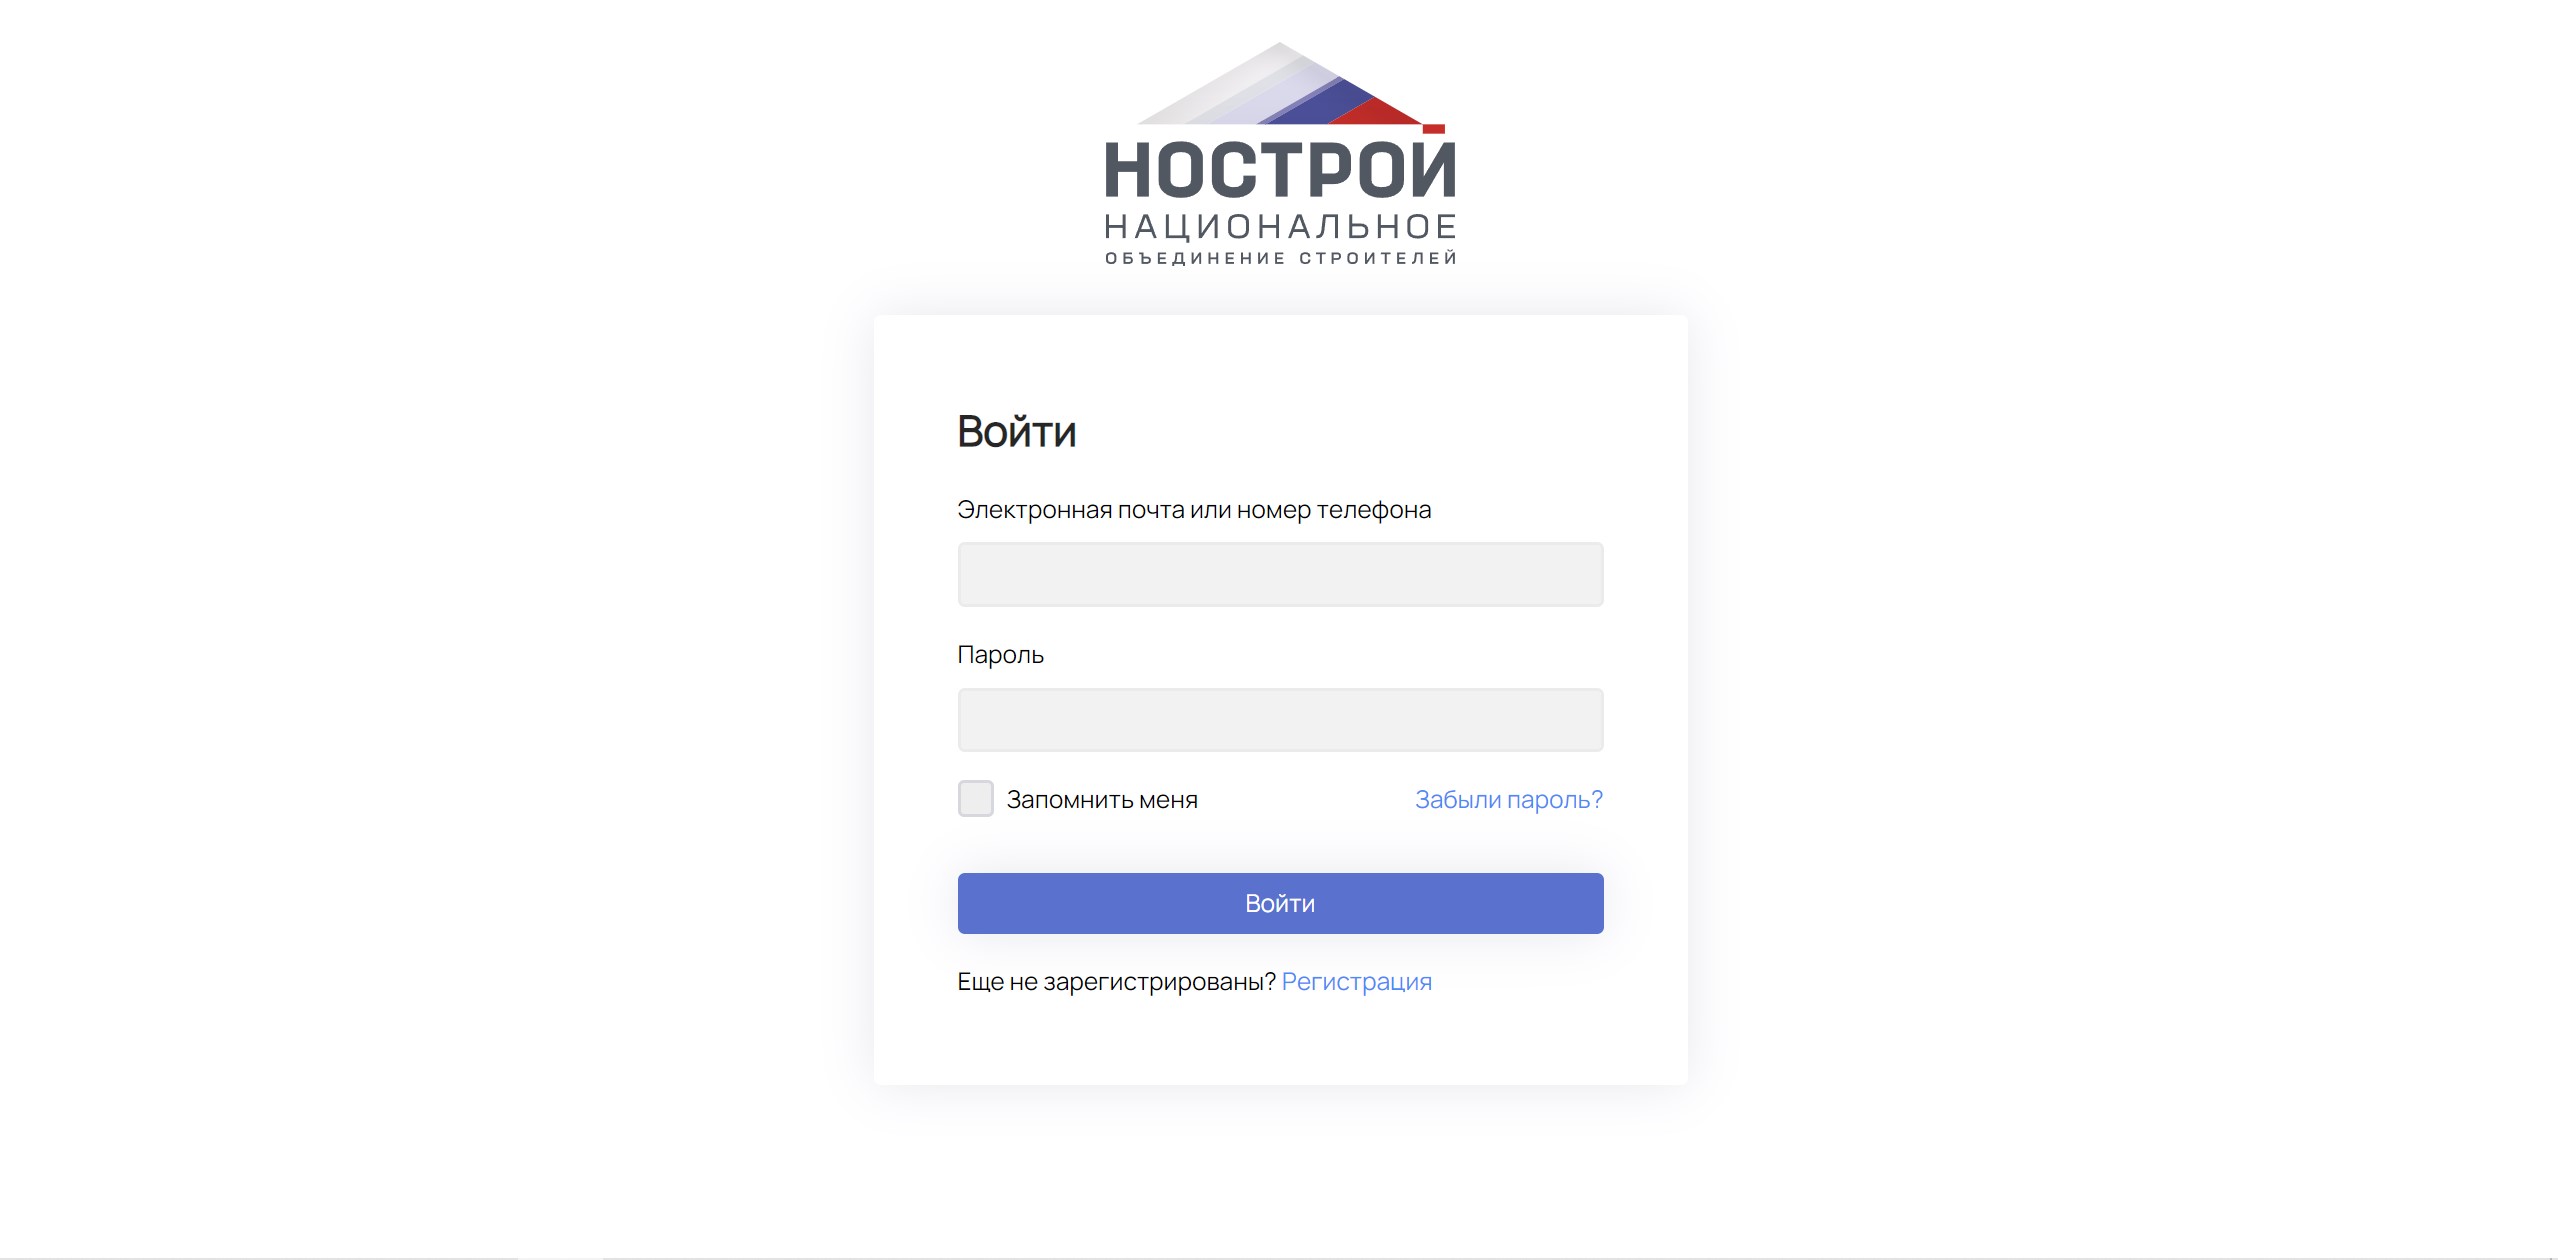 НОСТРОЙ
НАЦИОНАЛЬНОЕ
ОБЪЕДИНЕНИЕ СТРОИТЕЛЕЙ
Войти
Электронная почта или номер телефона
Пароль
Запомнить меня Забыли пароль?
Войти
Еще не зарегистрированы? Регистрация